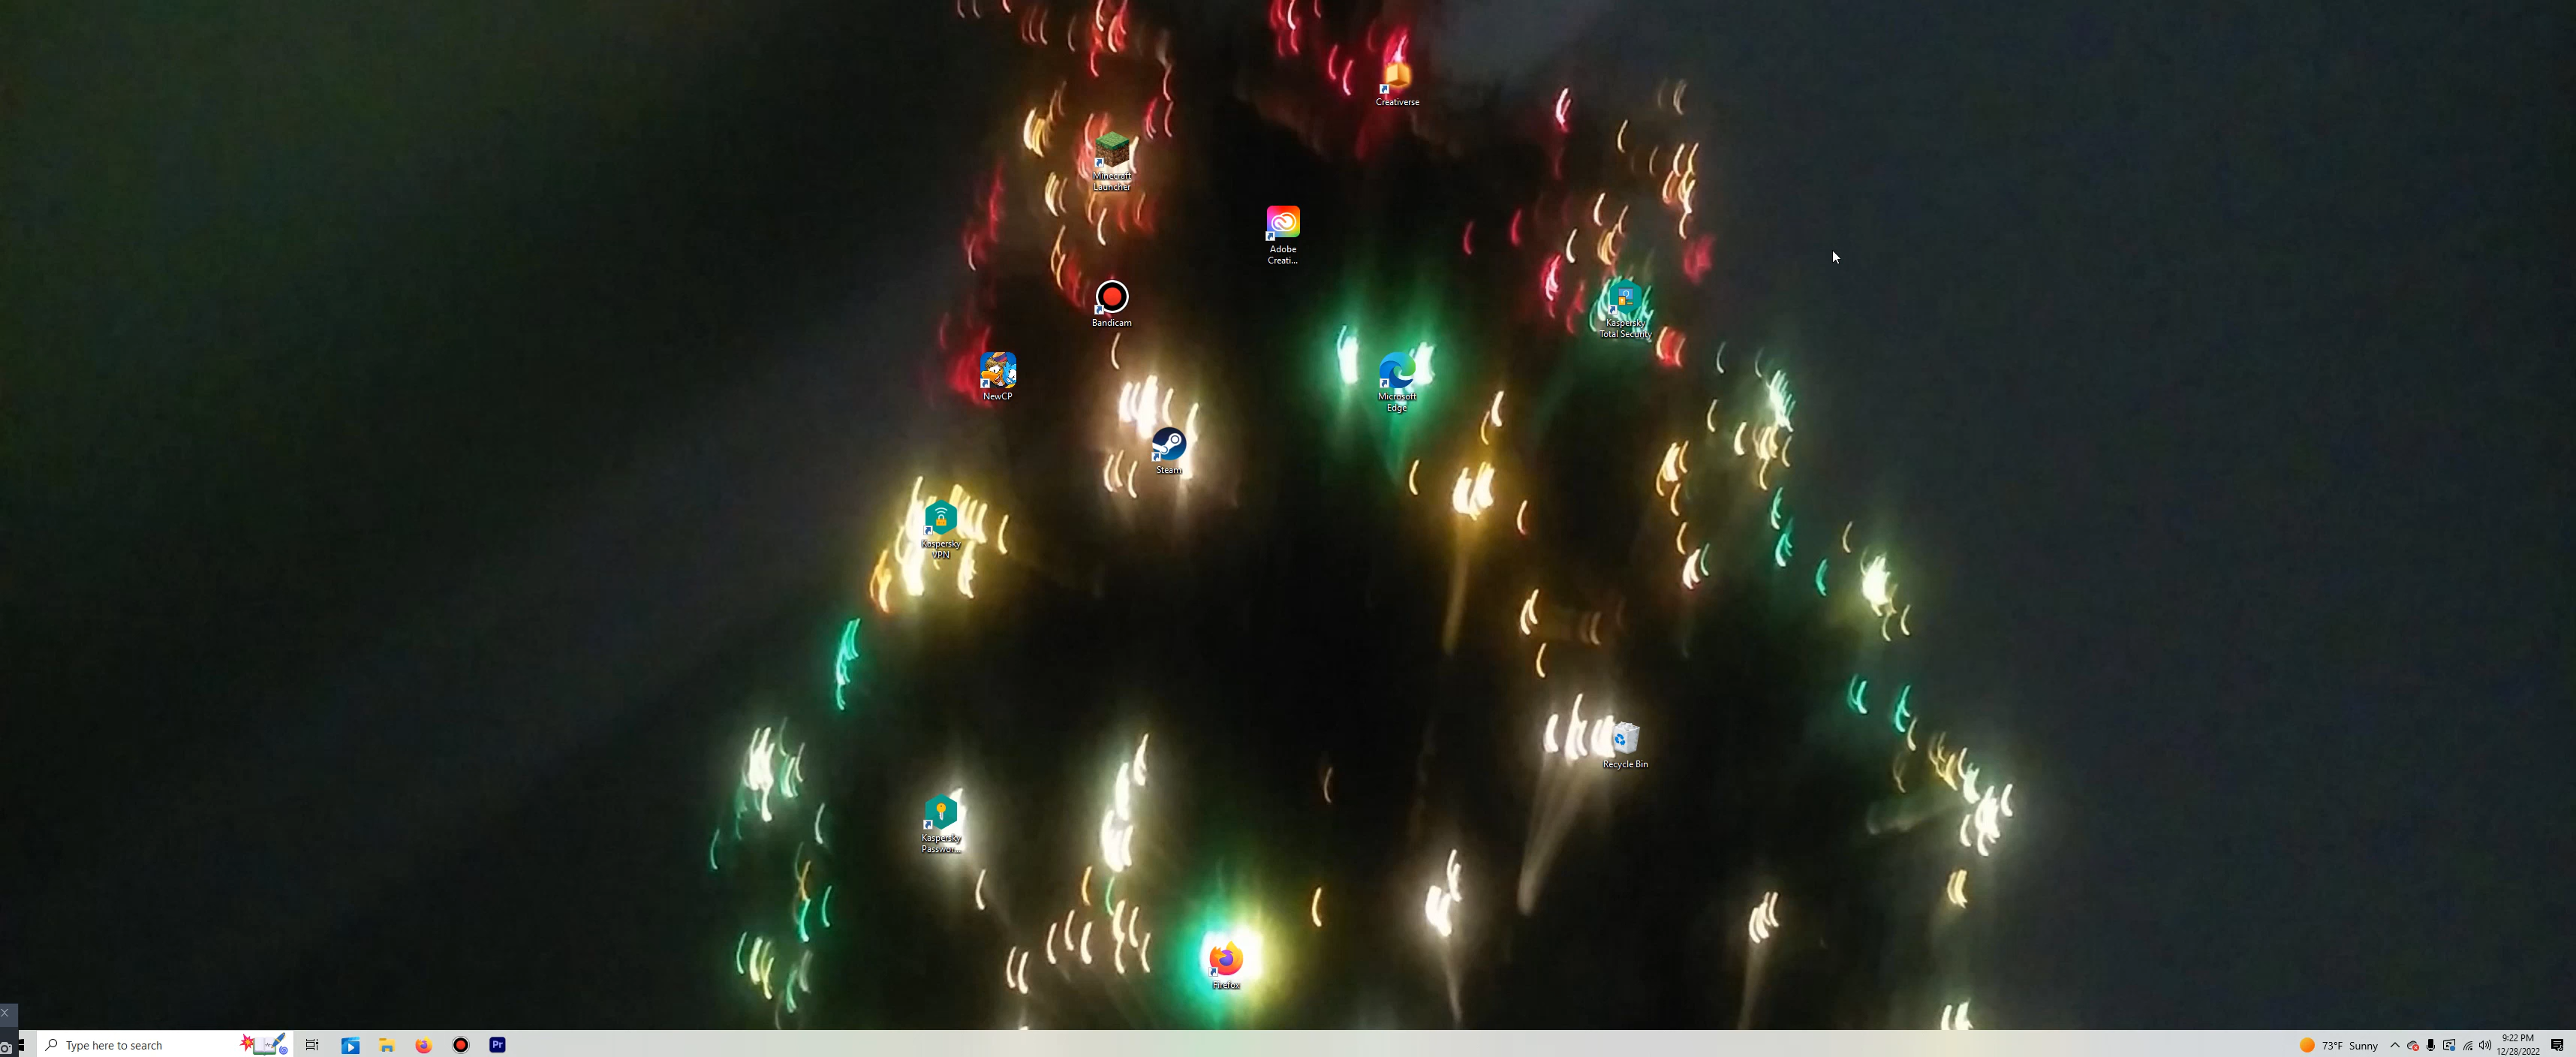 Creativerse
Minecraft
Launcher
Adobe
Creati...
Bandicam
Kaspersky
Total Security
NewCP
Microsoft
Edge
Steam
Kaspersky
VPN
Recycle Bin
Kaspersky
Passwor...
Firefox
Type here to search
Pr
73°F Sunny
9:22 PM
12/28/2022